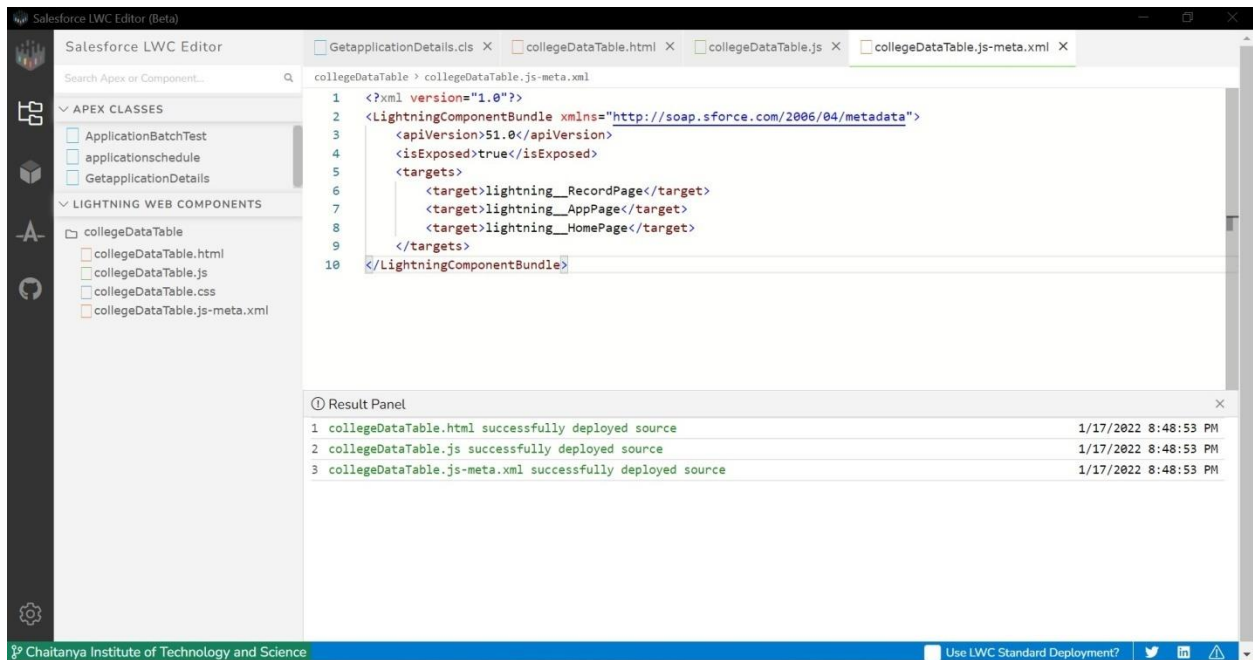 Salesforce LWC Editor (Beta)
Salesforce LWC Editor
Search Apex or Component...
APEX CLASSES
ApplicationBatchTest
applicationschedule
GetapplicationDetails
LIGHTNING WEB COMPONENTS
collegeDataTable
collegeDataTable.html
collegeDataTable.js
collegeDataTable.css
collegeDataTable.js-meta.xml
GetapplicationDetails.cls collegeDataTable.html collegeDataTable.js collegeDataTable.js-meta.xml
collegeDataTable > collegeDataTable.js-meta.xml
1 <?xml version="1.0"?>
2 <LightningComponentBundle xmlns="http://soap.sforce.com/2006/04/metadata">
3 <apiVersion>51.0</apiVersion>
4 <isExposed>true</isExposed>
5 <targets>
6 <target>lightning__RecordPage</target>
7 <target>lightning__AppPage</target>
8 <target>lightning__HomePage</target>
9 </targets>
10 </LightningComponentBundle>
Result Panel
1 collegeDataTable.html successfully deployed source 1/17/2022 8:48:53 PM
2 collegeDataTable.js successfully deployed source 1/17/2022 8:48:53 PM
3 collegeDataTable.js-meta.xml successfully deployed source 1/17/2022 8:48:53 PM
Chaitanya Institute of Technology and Science Use LWC Standard Deployment?